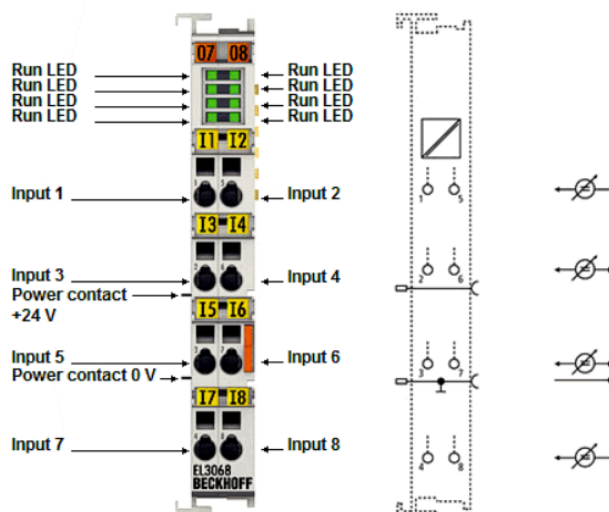 07 08
Run LED Run LED
Run LED Run LED
Run LED Run LED
Run LED Run LED
I1 I2
Input 1 Input 2
1 5
I3 I4
Input 3 Input 4
2 6
Power contact
+24 V
I5 I6
Input 5 Input 6
3 7
Power contact 0 V
I7 I8
Input 7 Input 8
4 8
EL3068
BECKHOFF